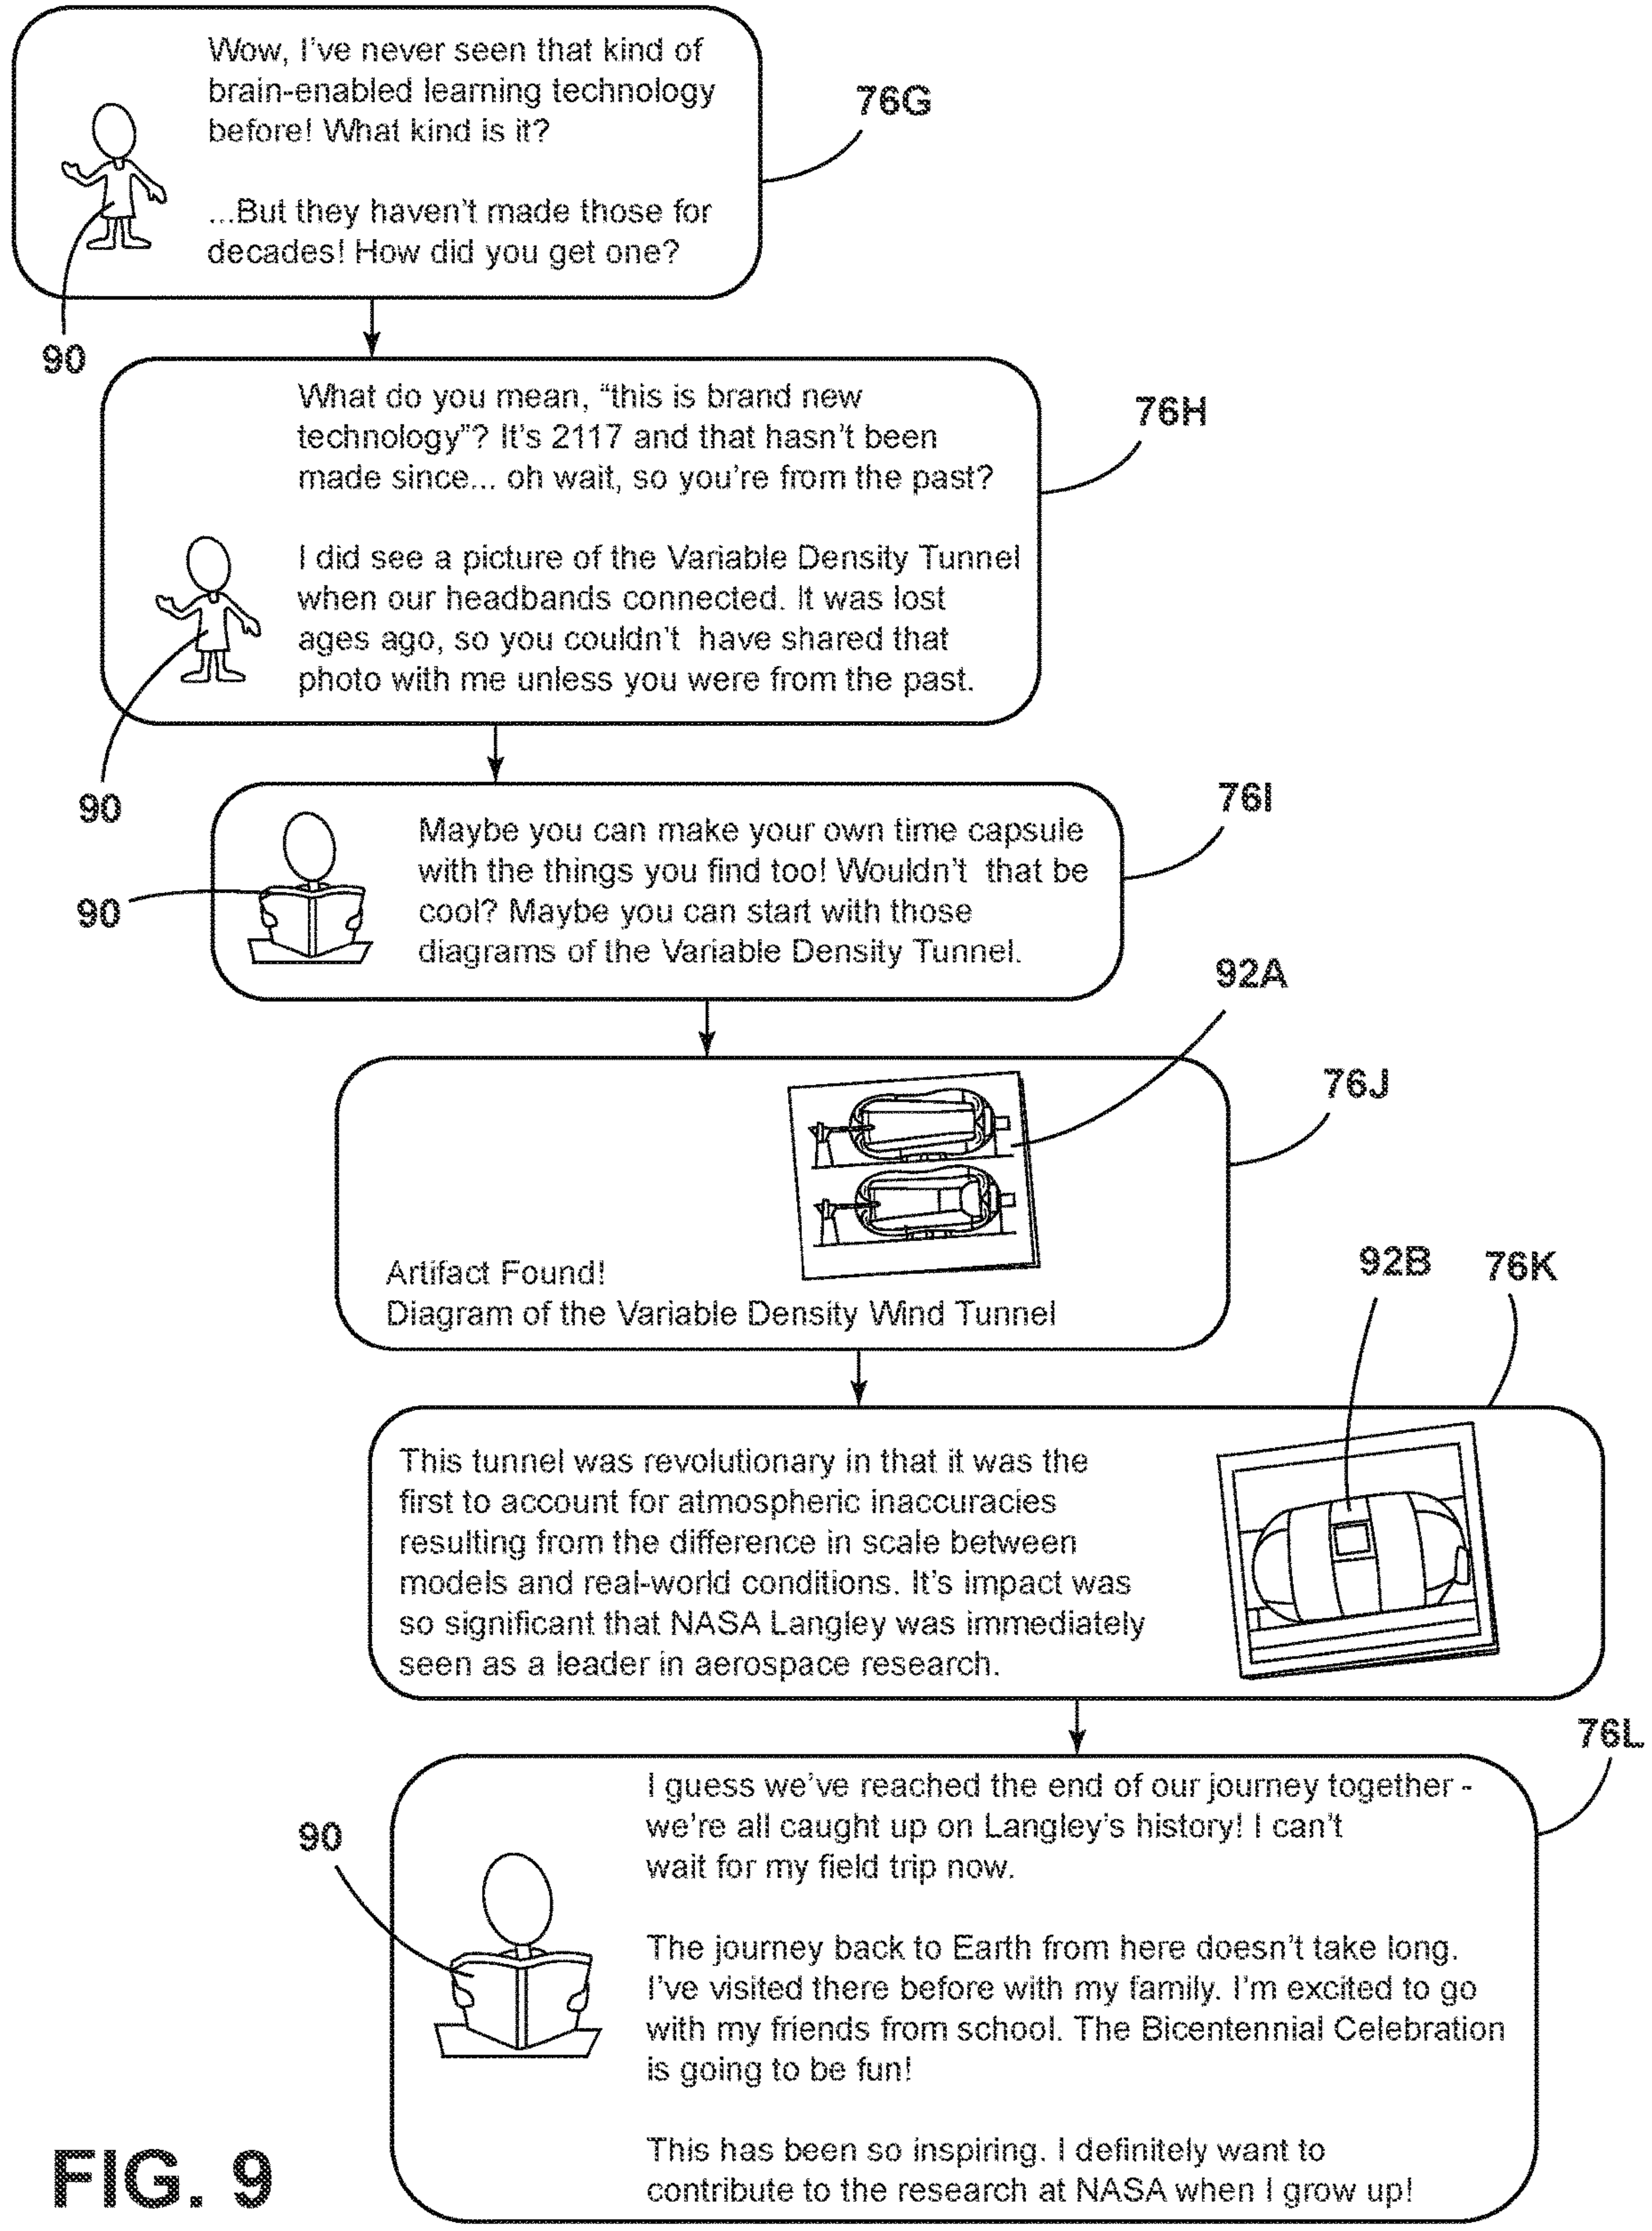 Wow, I've never seen that kind of
brain-enabled learning technology
before! What kind is it?
...But they haven't made those for
decades! How did you get one?
76G
90
What do you mean, “this is brand new
technology”? It's 2117 and that hasn't been
made since... oh wait, so you're from the past?
I did see a picture of the Variable Density Tunnel
when our headbands connected. It was lost
ages ago, so you couldn't have shared that
photo with me unless you were from the past.
76H
90
Maybe you can make your own time capsule
with the things you find too! Wouldn't that be
cool? Maybe you can start with those
diagrams of the Variable Density Tunnel.
76I
90
92A
76J
Artifact Found!
Diagram of the Variable Density Wind Tunnel
92B
76K
This tunnel was revolutionary in that it was the
first to account for atmospheric inaccuracies
resulting from the difference in scale between
models and real-world conditions. It's impact was
so significant that NASA Langley was immediately
seen as a leader in aerospace research.
76L
90
I guess we've reached the end of our journey together -
we're all caught up on Langley's history! I can't
wait for my field trip now.
The journey back to Earth from here doesn't take long.
I've visited there before with my family. I'm excited to go
with my friends from school. The Bicentennial Celebration
is going to be fun!
This has been so inspiring. I definitely want to
contribute to the research at NASA when I grow up!
FIG. 9